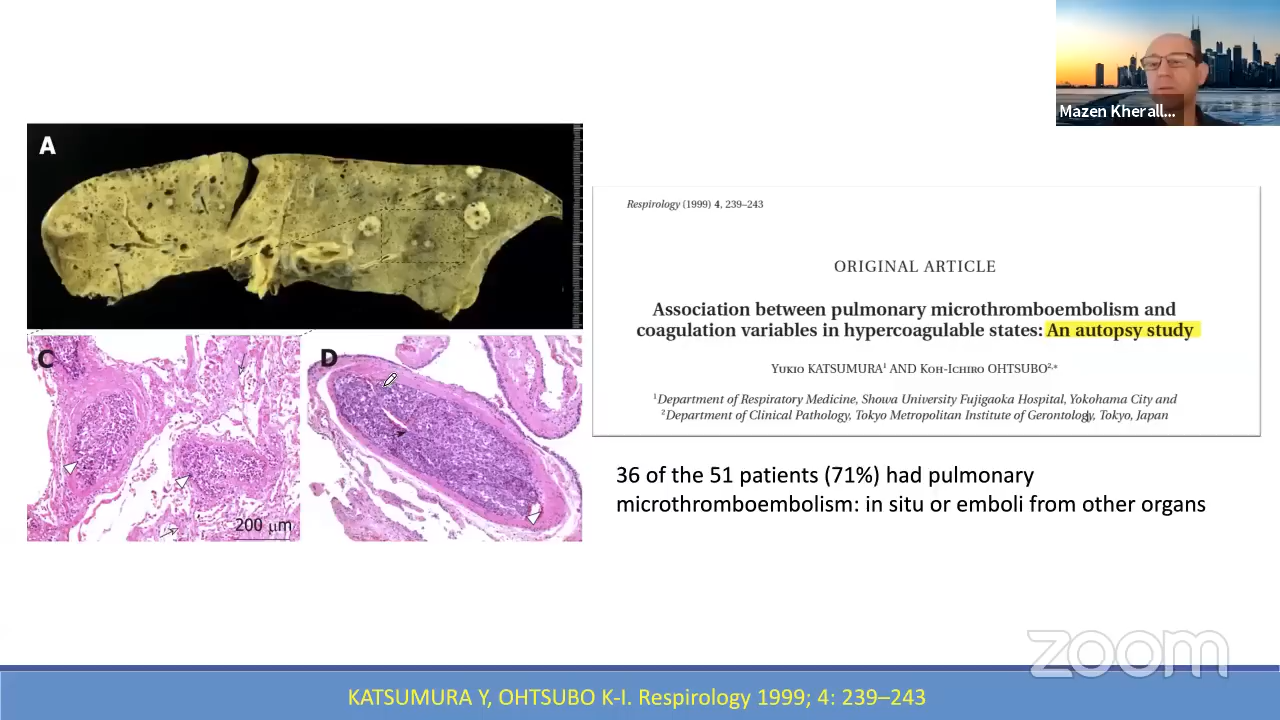 Mazen Kherall...
A
Respirology (1999) 4, 239–243
ORIGINAL ARTICLE
Association between pulmonary microthromboembolism and
coagulation variables in hypercoagulable states: An autopsy study
YUKIO KATSUMURA¹ AND KOH-ICHIRO OHTSUBO²,*
¹Department of Respiratory Medicine, Showa University Fujigaoka Hospital, Yokohama City and
²Department of Clinical Pathology, Tokyo Metropolitan Institute of Gerontology, Tokyo, Japan
C
D
200 μm
36 of the 51 patients (71%) had pulmonary
microthromboembolism: in situ or emboli from other organs
zoom
KATSUMURA Y, OHTSUBO K-I. Respirology 1999; 4: 239–243